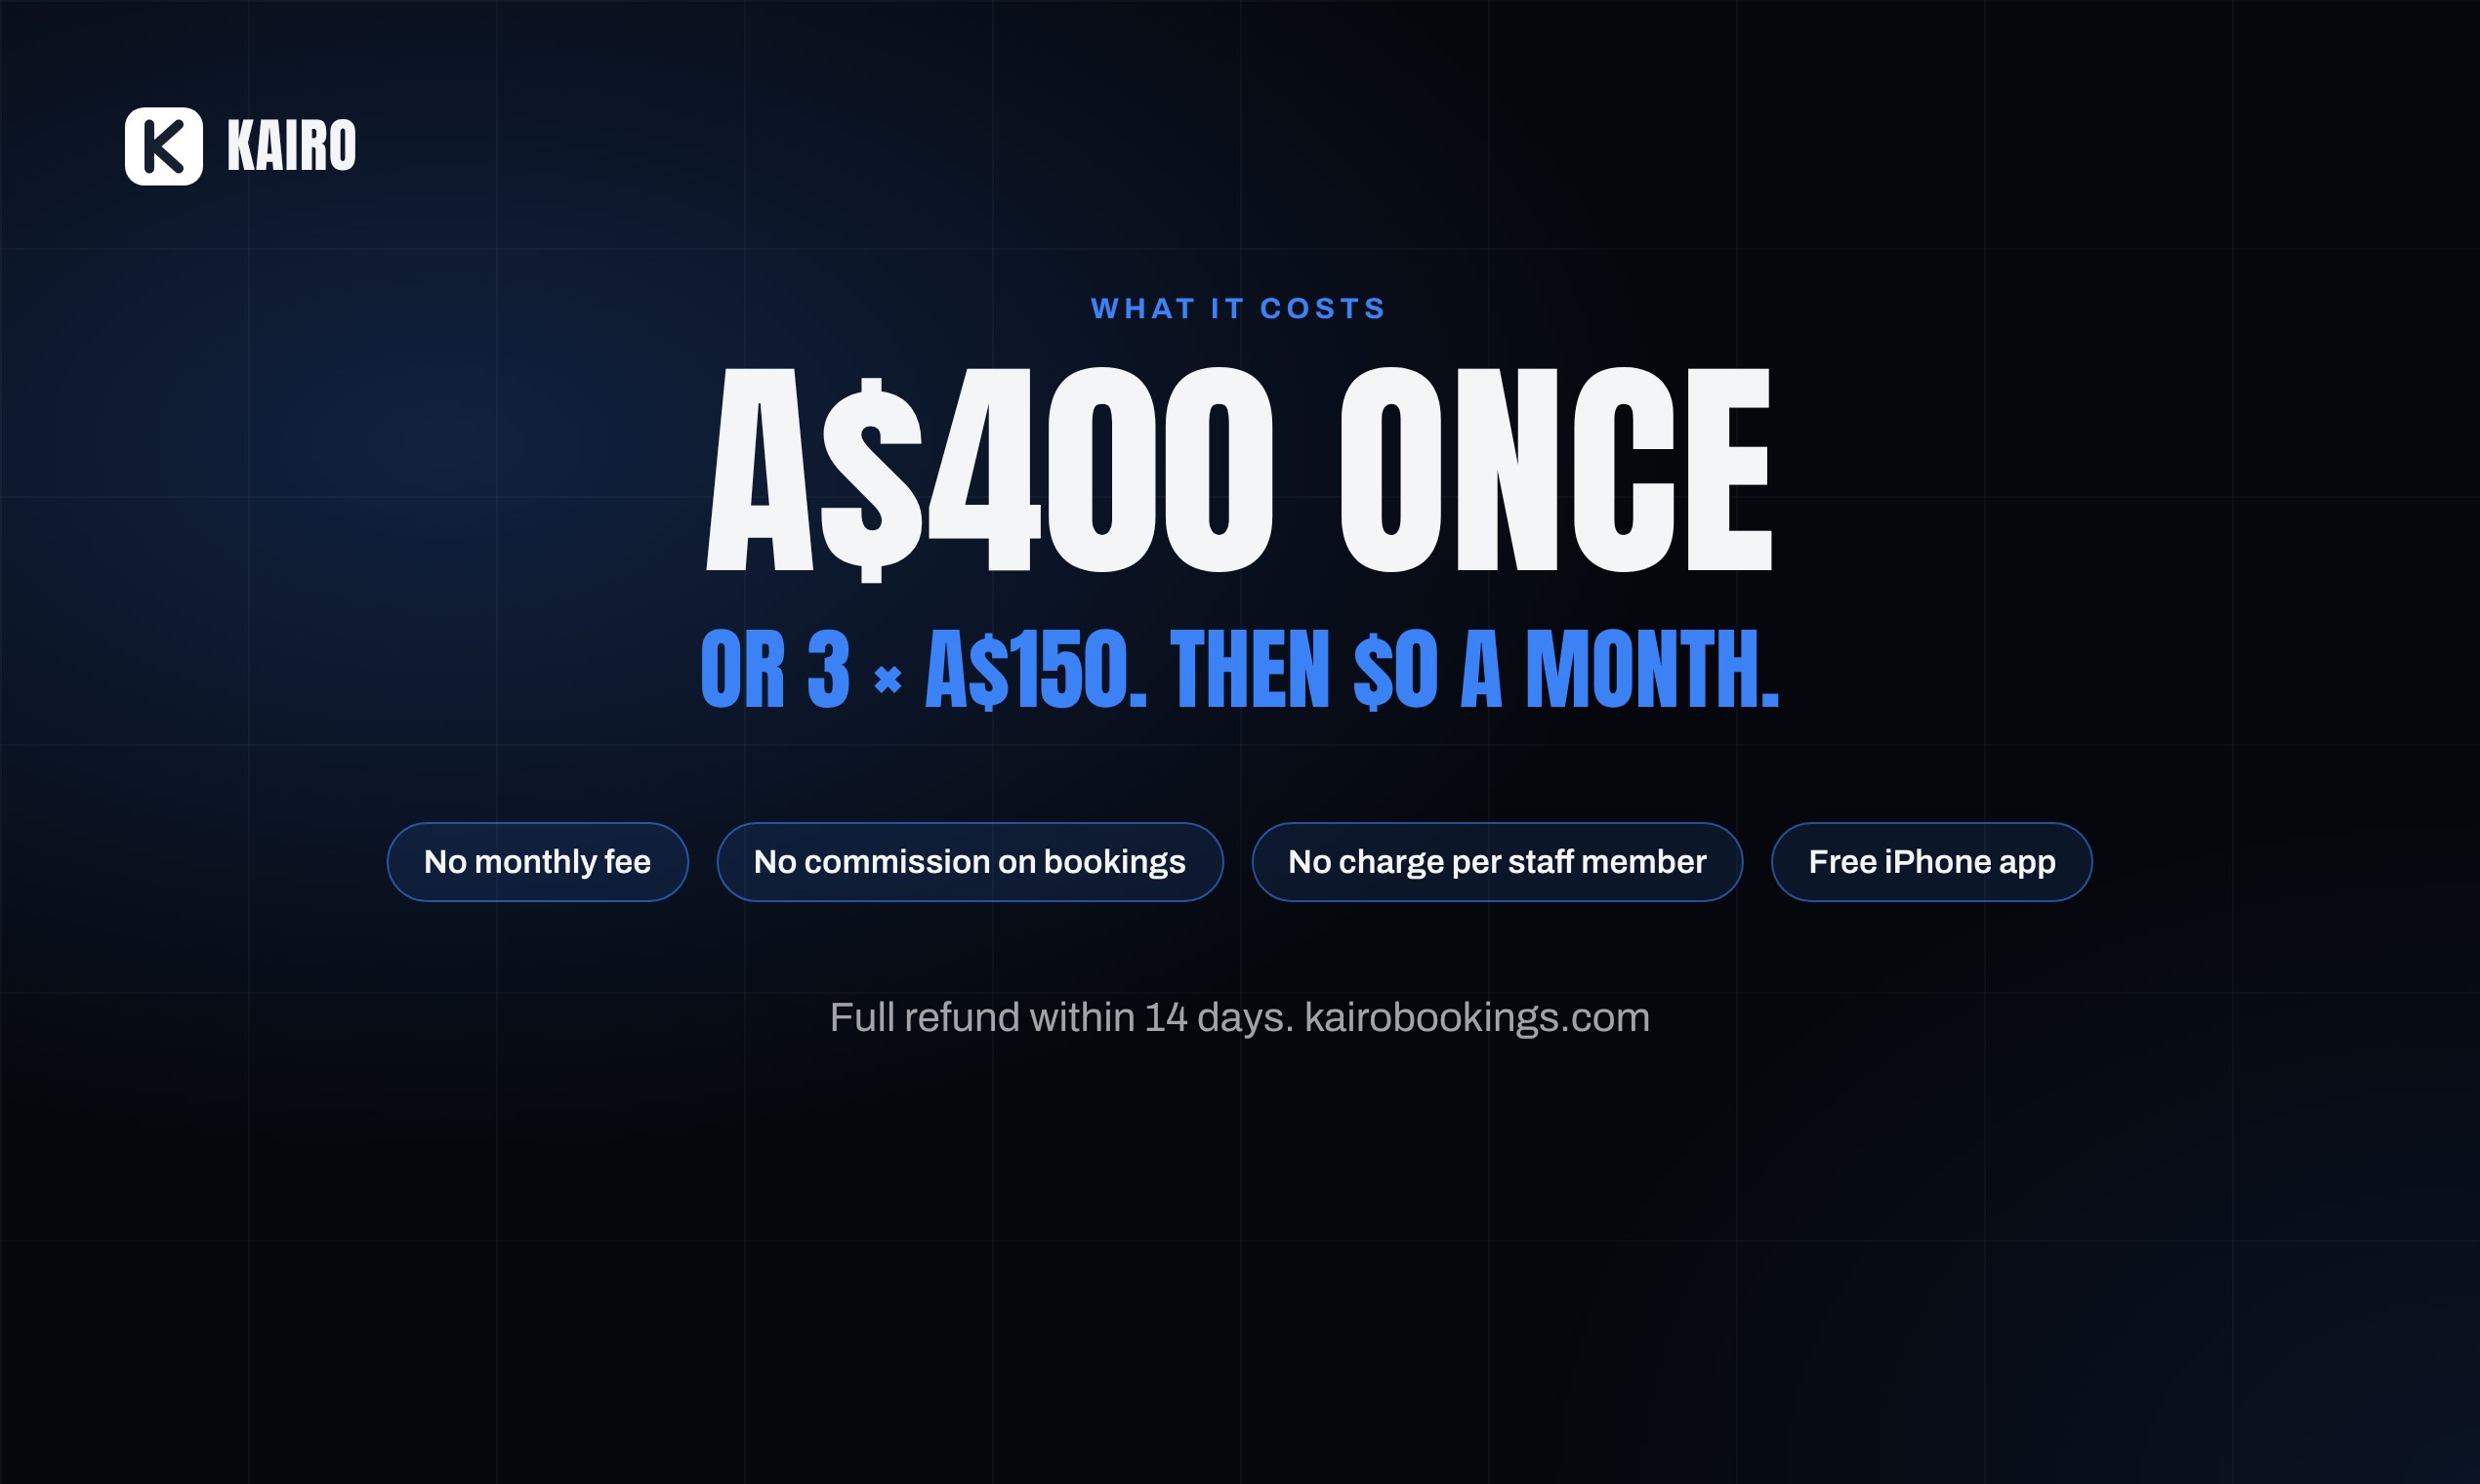 K KAIRO
WHAT IT COSTS
A$400 ONCE
OR 3 × A$150. THEN $0 A MONTH.
No monthly fee
No commission on bookings
No charge per staff member
Free iPhone app
Full refund within 14 days. kairobookings.com